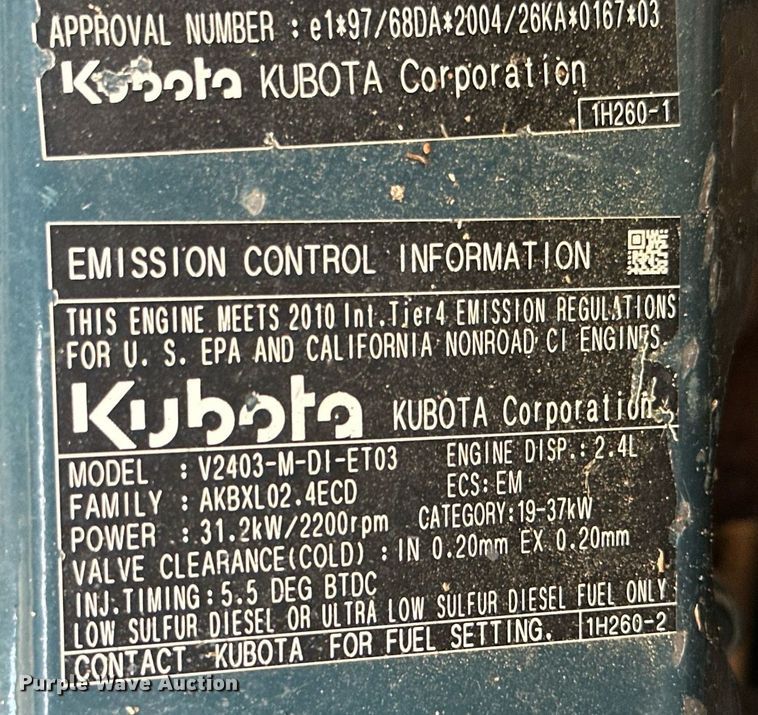 APPROVAL NUMBER : e1*97/68DA*2004/26KA*0167*03
Kubota KUBOTA Corporation
1H260-1
EMISSION CONTROL INFORMATION
THIS ENGINE MEETS 2010 Int.Tier4 EMISSION REGULATIONS
FOR U. S. EPA AND CALIFORNIA NONROAD CI ENGINES.
Kubota KUBOTA Corporation
MODEL : V2403-M-DI-ET03 ENGINE DISP.: 2.4L
FAMILY : AKBXL02.4ECD ECS: EM
POWER : 31.2kW/2200rpm CATEGORY:19-37kW
VALVE CLEARANCE(COLD) : IN 0.20mm EX 0.20mm
INJ.TIMING: 5.5 DEG BTDC
LOW SULFUR DIESEL OR ULTRA LOW SULFUR DIESEL FUEL ONLY
CONTACT KUBOTA FOR FUEL SETTING. 1H260-2
Purple Wave Auction